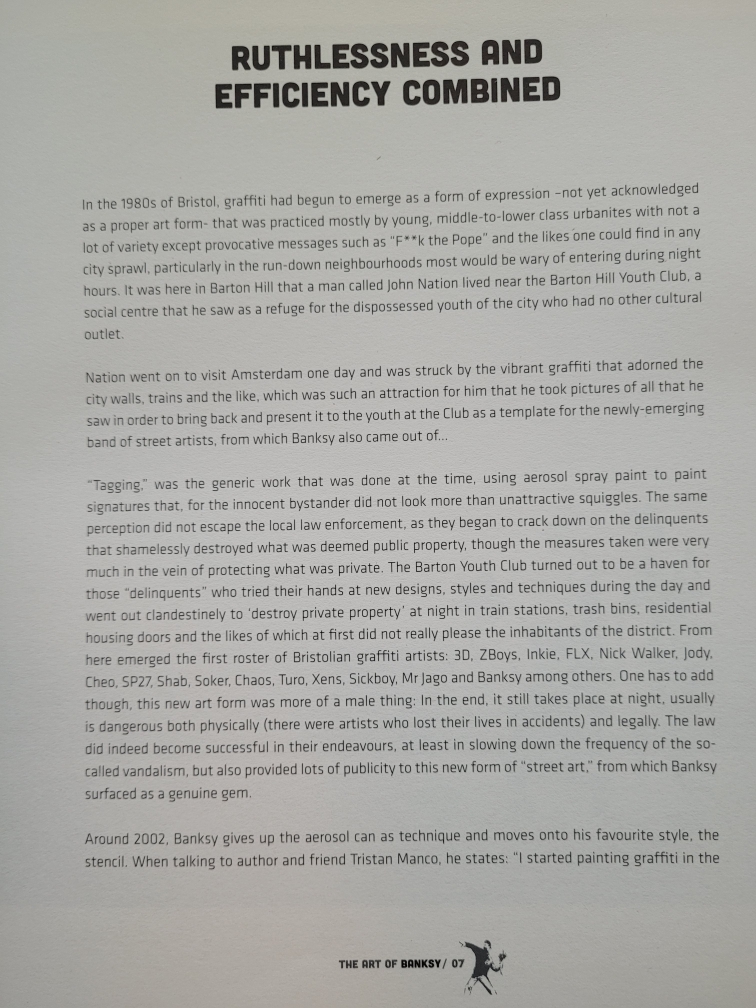 RUTHLESSNESS AND
EFFICIENCY COMBINED
In the 1980s of Bristol, graffiti had begun to emerge as a form of expression –not yet acknowledged
as a proper art form- that was practiced mostly by young, middle-to-lower class urbanites with not a
lot of variety except provocative messages such as "F**k the Pope" and the likes one could find in any
city sprawl, particularly in the run-down neighbourhoods most would be wary of entering during night
hours. It was here in Barton Hill that a man called John Nation lived near the Barton Hill Youth Club, a
social centre that he saw as a refuge for the dispossessed youth of the city who had no other cultural
outlet.
Nation went on to visit Amsterdam one day and was struck by the vibrant graffiti that adorned the
city walls, trains and the like, which was such an attraction for him that he took pictures of all that he
saw in order to bring back and present it to the youth at the Club as a template for the newly-emerging
band of street artists, from which Banksy also came out of...
"Tagging," was the generic work that was done at the time, using aerosol spray paint to paint
signatures that, for the innocent bystander did not look more than unattractive squiggles. The same
perception did not escape the local law enforcement, as they began to crack down on the delinquents
that shamelessly destroyed what was deemed public property, though the measures taken were very
much in the vein of protecting what was private. The Barton Youth Club turned out to be a haven for
those "delinquents" who tried their hands at new designs, styles and techniques during the day and
went out clandestinely to 'destroy private property' at night in train stations, trash bins, residential
housing doors and the likes of which at first did not really please the inhabitants of the district. From
here emerged the first roster of Bristolian graffiti artists: 3D, ZBoys, Inkie, FLX, Nick Walker, Jody,
Cheo, SP27, Shab, Soker, Chaos, Turo, Xens, Sickboy, Mr Jago and Banksy among others. One has to add
though, this new art form was more of a male thing: In the end, it still takes place at night, usually
is dangerous both physically (there were artists who lost their lives in accidents) and legally. The law
did indeed become successful in their endeavours, at least in slowing down the frequency of the so-
called vandalism, but also provided lots of publicity to this new form of "street art," from which Banksy
surfaced as a genuine gem.
Around 2002, Banksy gives up the aerosol can as technique and moves onto his favourite style, the
stencil. When talking to author and friend Tristan Manco, he states: "I started painting graffiti in the
THE ART OF BANKSY/ 07